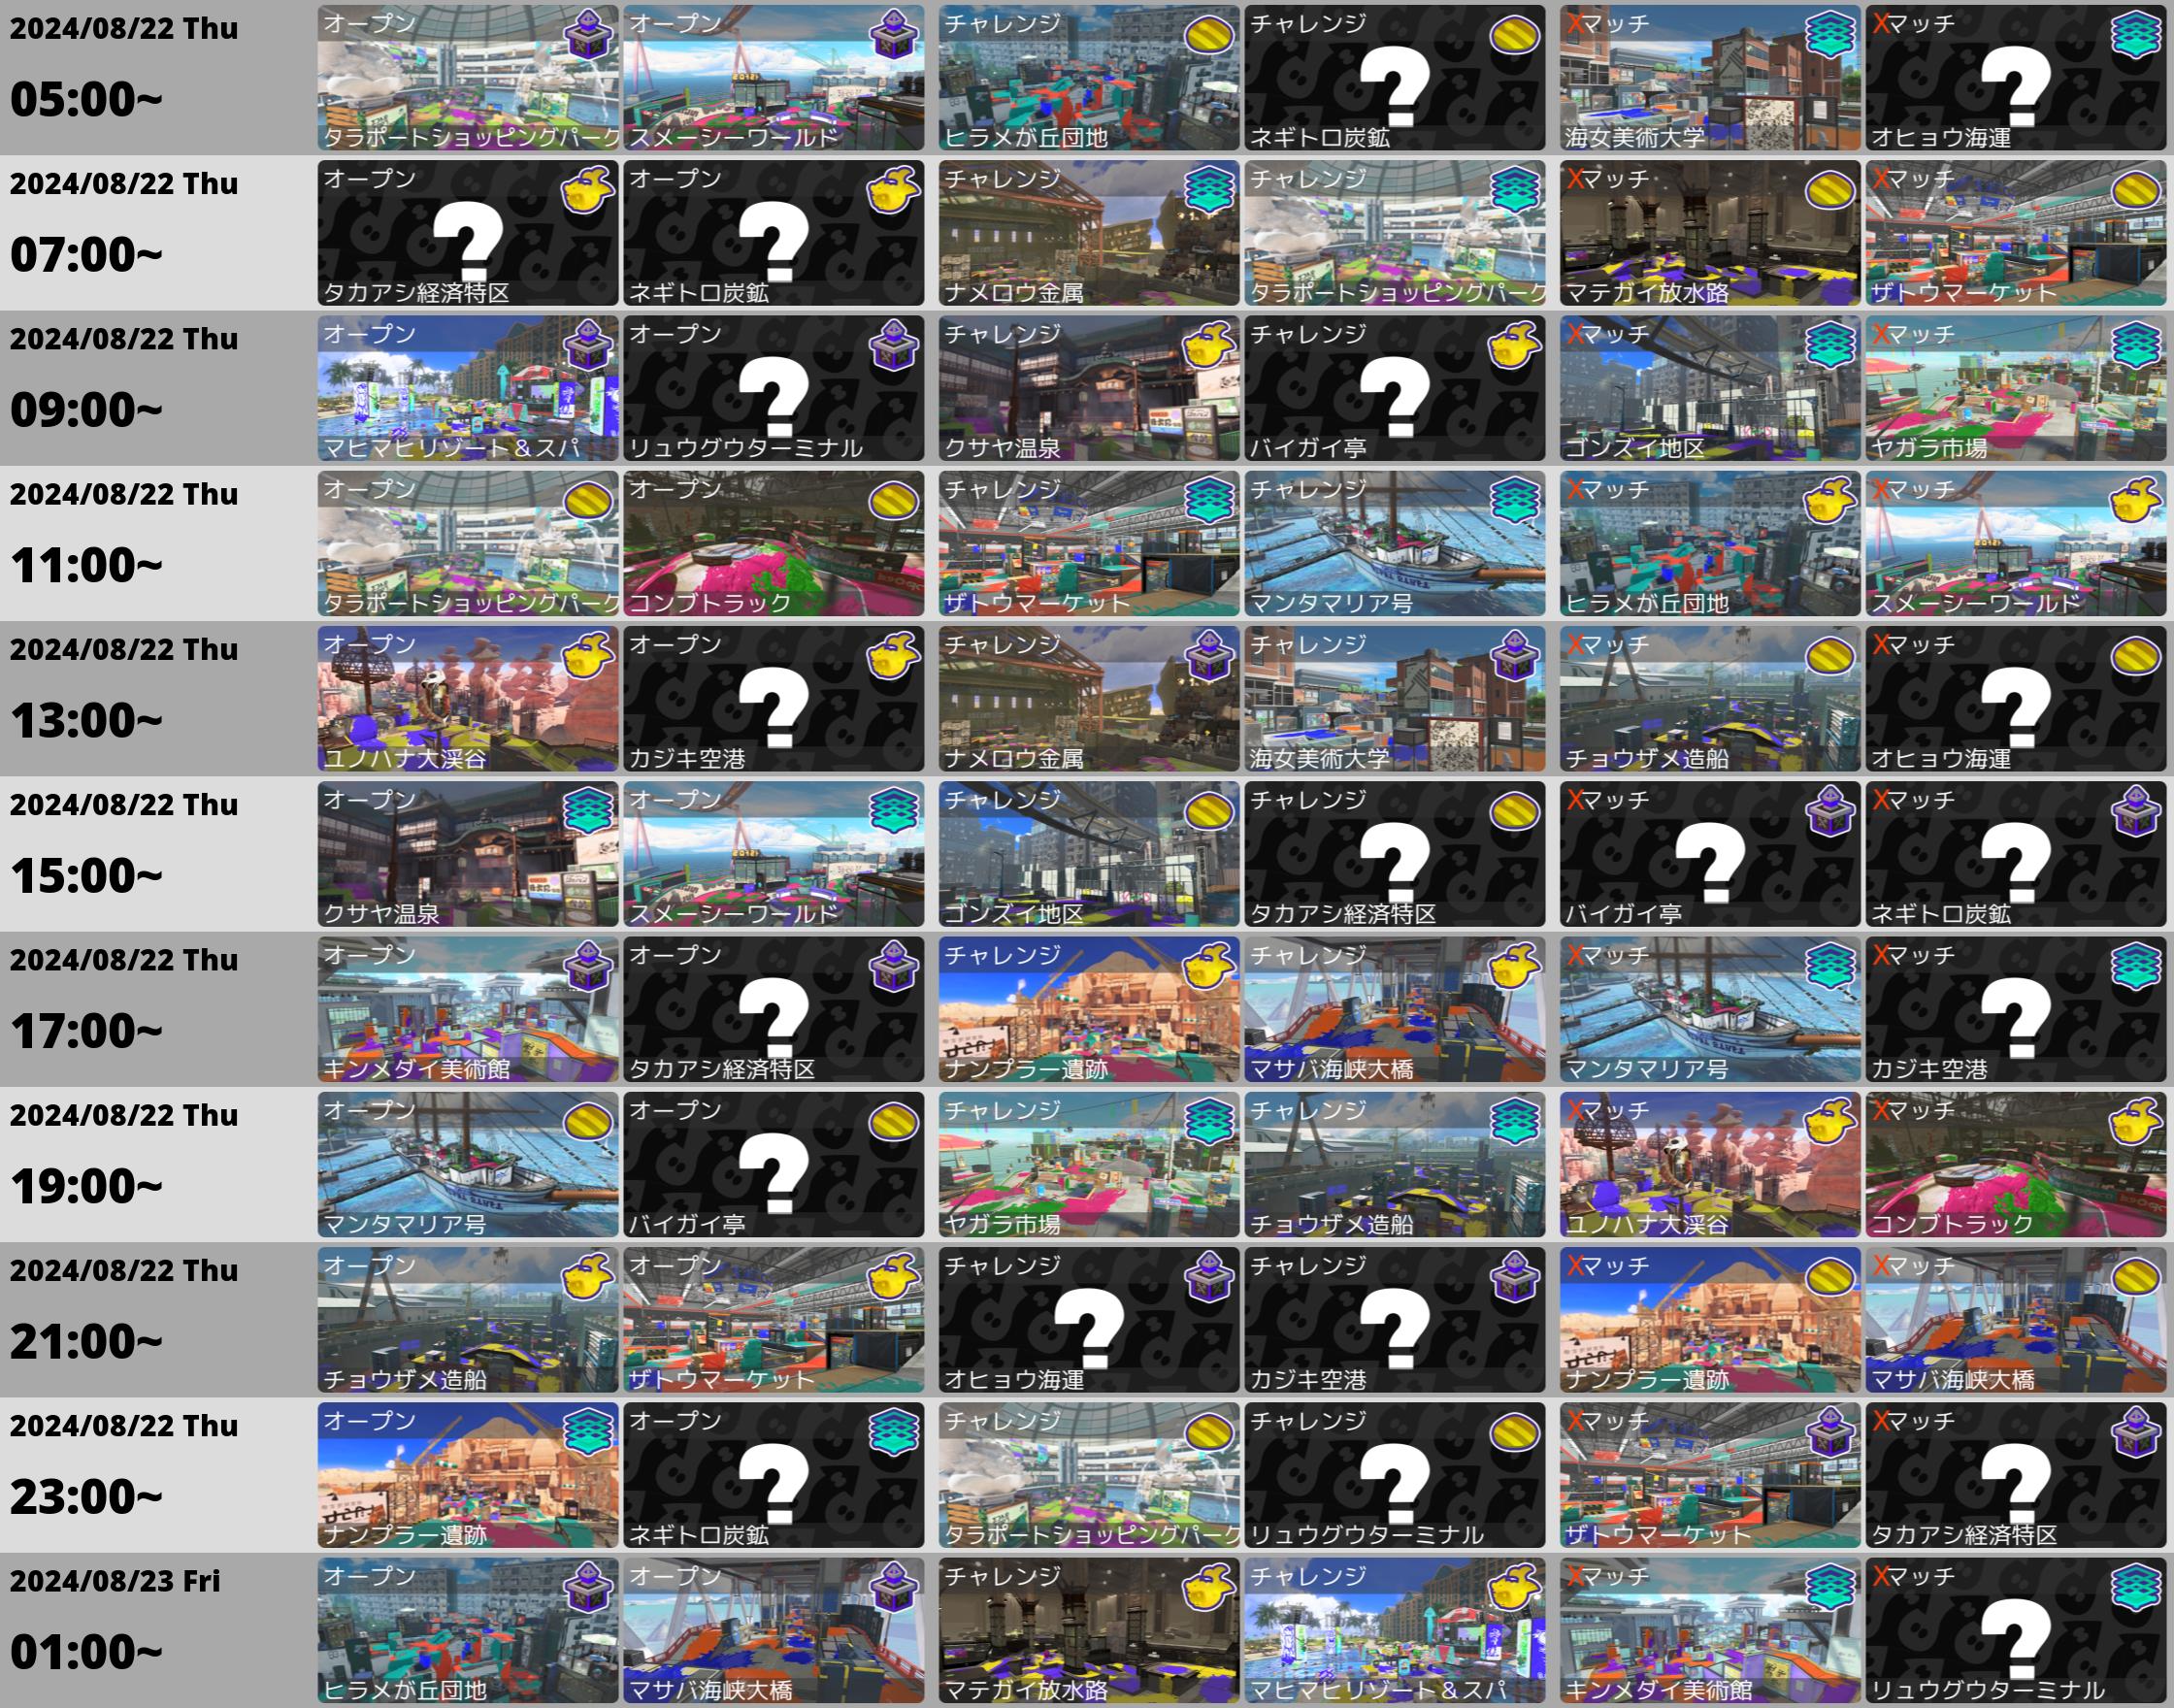 2024/08/22 Thu
05:00~
オープン
タラポートショッピングパーク
オープン
スメーシーワールド
チャレンジ
ヒラメが丘団地
チャレンジ
ネギトロ炭鉱
Xマッチ
海女美術大学
Xマッチ
オヒョウ海運
2024/08/22 Thu
07:00~
オープン
タカアシ経済特区
オープン
ネギトロ炭鉱
チャレンジ
ナメロウ金属
チャレンジ
タラポートショッピングパーク
Xマッチ
マテガイ放水路
Xマッチ
ザトウマーケット
2024/08/22 Thu
09:00~
オープン
マヒマヒリゾート＆スパ
オープン
リュウグウターミナル
チャレンジ
クサヤ温泉
チャレンジ
バイガイ亭
Xマッチ
ゴンズイ地区
Xマッチ
ヤガラ市場
2024/08/22 Thu
11:00~
オープン
タラポートショッピングパーク
オープン
コンブトラック
チャレンジ
ザトウマーケット
チャレンジ
マンタマリア号
Xマッチ
ヒラメが丘団地
Xマッチ
スメーシーワールド
2024/08/22 Thu
13:00~
オープン
ユノハナ大渓谷
オープン
カジキ空港
チャレンジ
ナメロウ金属
チャレンジ
海女美術大学
Xマッチ
チョウザメ造船
Xマッチ
オヒョウ海運
2024/08/22 Thu
15:00~
オープン
クサヤ温泉
オープン
スメーシーワールド
チャレンジ
ゴンズイ地区
チャレンジ
タカアシ経済特区
Xマッチ
バイガイ亭
Xマッチ
ネギトロ炭鉱
2024/08/22 Thu
17:00~
オープン
キンメダイ美術館
オープン
タカアシ経済特区
チャレンジ
ナンプラー遺跡
チャレンジ
マサバ海峡大橋
Xマッチ
マンタマリア号
Xマッチ
カジキ空港
2024/08/22 Thu
19:00~
オープン
マンタマリア号
オープン
バイガイ亭
チャレンジ
ヤガラ市場
チャレンジ
チョウザメ造船
Xマッチ
ユノハナ大渓谷
Xマッチ
コンブトラック
2024/08/22 Thu
21:00~
オープン
チョウザメ造船
オープン
ザトウマーケット
チャレンジ
オヒョウ海運
チャレンジ
カジキ空港
Xマッチ
ナンプラー遺跡
Xマッチ
マサバ海峡大橋
2024/08/22 Thu
23:00~
オープン
ナンプラー遺跡
オープン
ネギトロ炭鉱
チャレンジ
タラポートショッピングパーク
チャレンジ
リュウグウターミナル
Xマッチ
ザトウマーケット
Xマッチ
タカアシ経済特区
2024/08/23 Fri
01:00~
オープン
ヒラメが丘団地
オープン
マサバ海峡大橋
チャレンジ
マテガイ放水路
チャレンジ
マヒマヒリゾート＆スパ
Xマッチ
キンメダイ美術館
Xマッチ
リュウグウターミナル